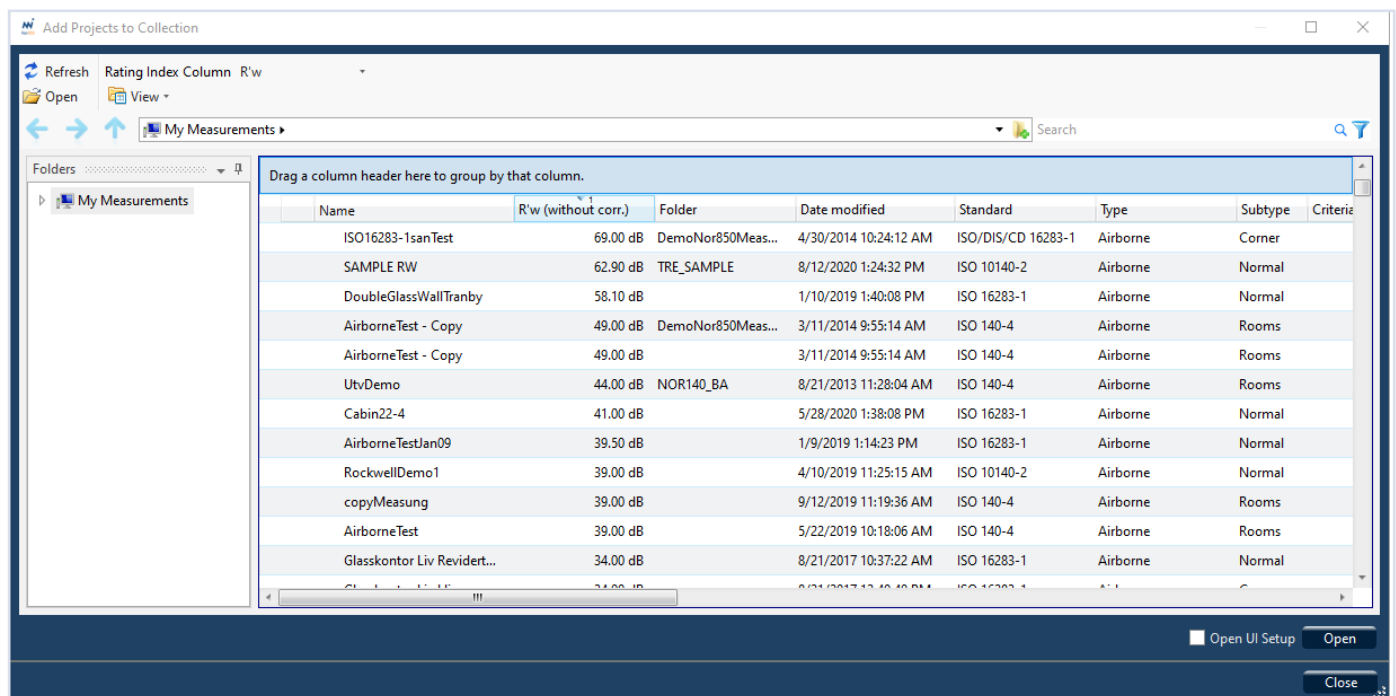 Add Projects to Collection
Refresh Rating Index Column R'w
Open View
My Measurements Search
Folders
My Measurements
Drag a column header here to group by that column.
Name R'w (without corr.) 1 Folder Date modified Standard Type Subtype Criteria
ISO16283-1sanTest 69.00 dB DemoNor850Meas... 4/30/2014 10:24:12 AM ISO/DIS/CD 16283-1 Airborne Corner
SAMPLE RW 62.90 dB TRE_SAMPLE 8/12/2020 1:24:32 PM ISO 10140-2 Airborne Normal
DoubleGlassWallTranby 58.10 dB 1/10/2019 1:40:08 PM ISO 16283-1 Airborne Normal
AirborneTest - Copy 49.00 dB DemoNor850Meas... 3/11/2014 9:55:14 AM ISO 140-4 Airborne Rooms
AirborneTest - Copy 49.00 dB 3/11/2014 9:55:14 AM ISO 140-4 Airborne Rooms
UtvDemo 44.00 dB NOR140_BA 8/21/2013 11:28:04 AM ISO 140-4 Airborne Rooms
Cabin22-4 41.00 dB 5/28/2020 1:38:08 PM ISO 16283-1 Airborne Normal
AirborneTestJan09 39.50 dB 1/9/2019 1:14:23 PM ISO 16283-1 Airborne Normal
RockwellDemo1 39.00 dB 4/10/2019 11:25:15 AM ISO 10140-2 Airborne Normal
copyMeasung 39.00 dB 9/12/2019 11:19:36 AM ISO 140-4 Airborne Rooms
AirborneTest 39.00 dB 5/22/2019 10:18:06 AM ISO 140-4 Airborne Rooms
Glasskontor Liv Revidert... 34.00 dB 8/21/2017 10:37:22 AM ISO 16283-1 Airborne Normal
Open UI Setup Open
Close